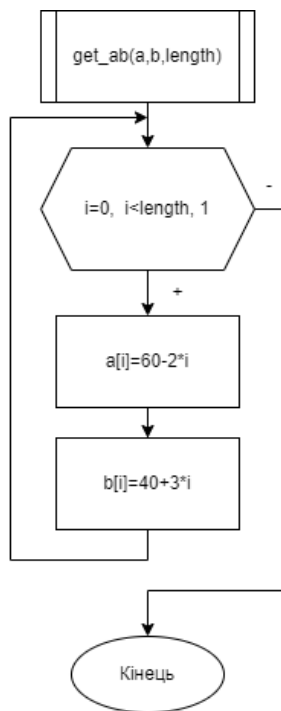 get_ab(a,b,length)
i=0, i<length, 1
-
+
a[i]=60-2*i
b[i]=40+3*i
Кінець